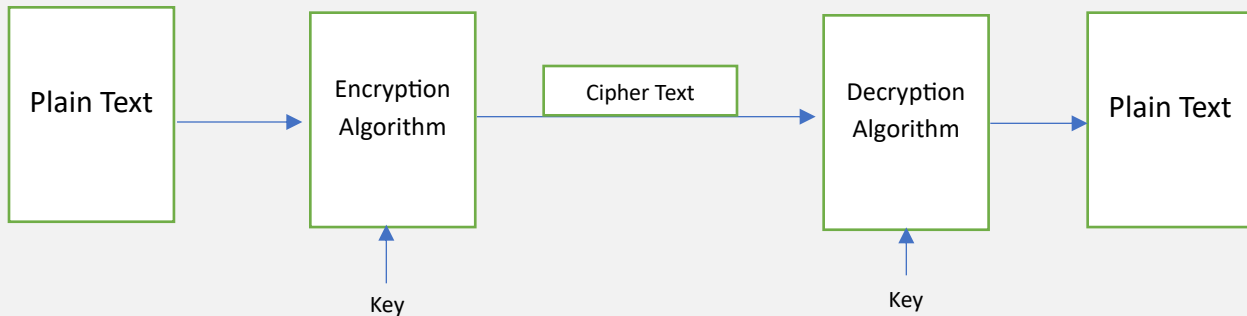 Plain Text
Encryption
Algorithm
Cipher Text
Decryption
Algorithm
Plain Text
Key
Key